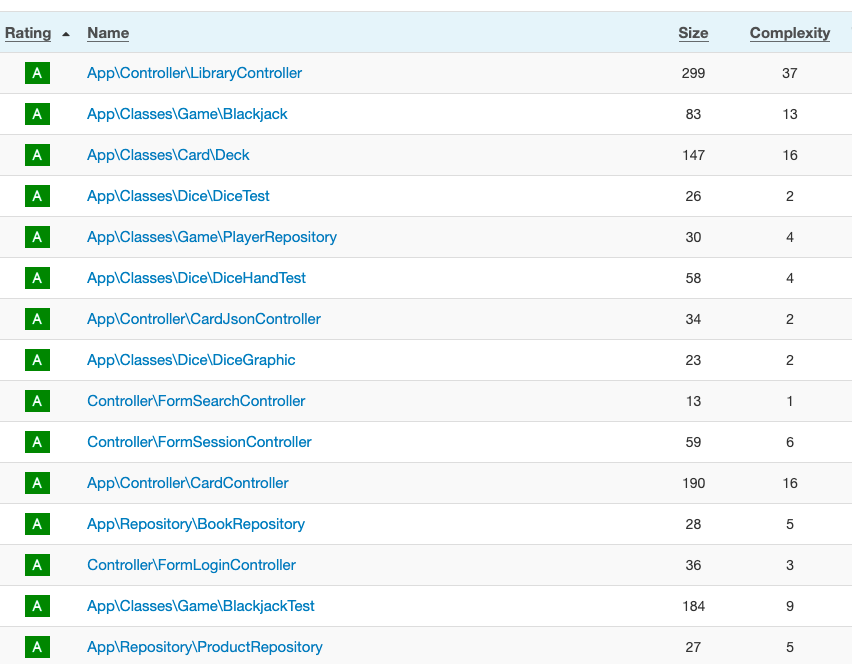 Rating Name Size Complexity
A App\Controller\LibraryController 299 37
A App\Classes\Game\Blackjack 83 13
A App\Classes\Card\Deck 147 16
A App\Classes\Dice\DiceTest 26 2
A App\Classes\Game\PlayerRepository 30 4
A App\Classes\Dice\DiceHandTest 58 4
A App\Controller\CardJsonController 34 2
A App\Classes\Dice\DiceGraphic 23 2
A Controller\FormSearchController 13 1
A Controller\FormSessionController 59 6
A App\Controller\CardController 190 16
A App\Repository\BookRepository 28 5
A Controller\FormLoginController 36 3
A App\Classes\Game\BlackjackTest 184 9
A App\Repository\ProductRepository 27 5